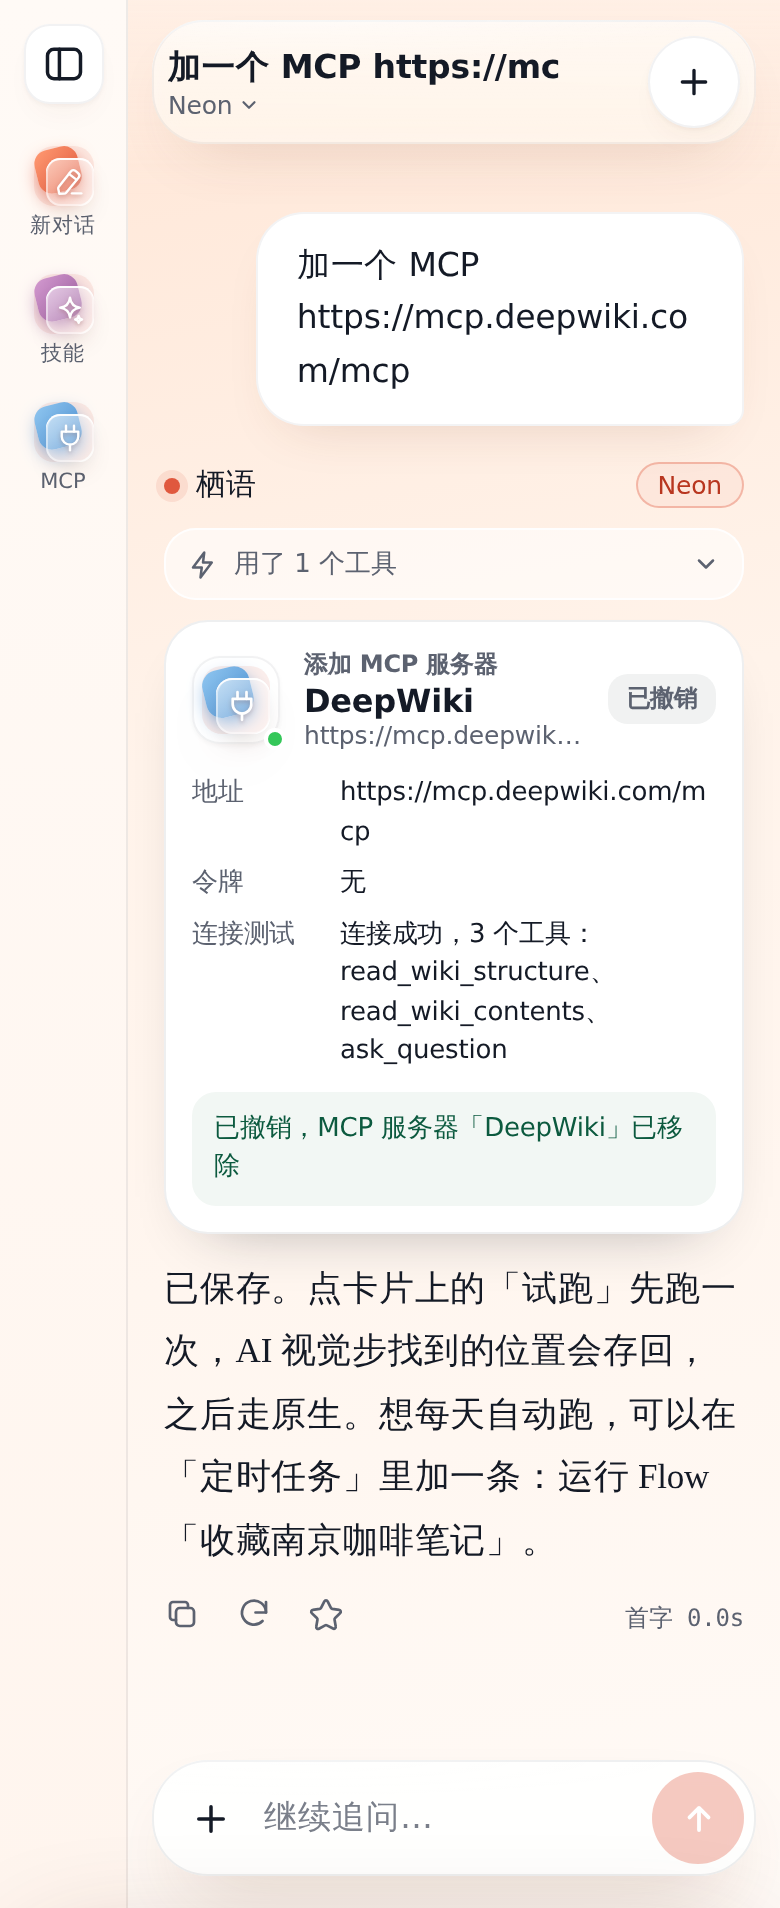 加一个 MCP https://mc
Neon
新对话
技能
MCP
加一个 MCP
https://mcp.deepwiki.co
m/mcp
栖语
Neon
用了 1 个工具
添加 MCP 服务器
DeepWiki
https://mcp.deepwik...
已撤销
地址
https://mcp.deepwiki.com/m
cp
令牌
无
连接测试
连接成功，3 个工具：
read_wiki_structure、
read_wiki_contents、
ask_question
已撤销，MCP 服务器「DeepWiki」已移
除
已保存。点卡片上的「试跑」先跑一
次，AI 视觉步找到的位置会存回，
之后走原生。想每天自动跑，可以在
「定时任务」里加一条：运行 Flow
「收藏南京咖啡笔记」。
首字 0.0s
继续追问...